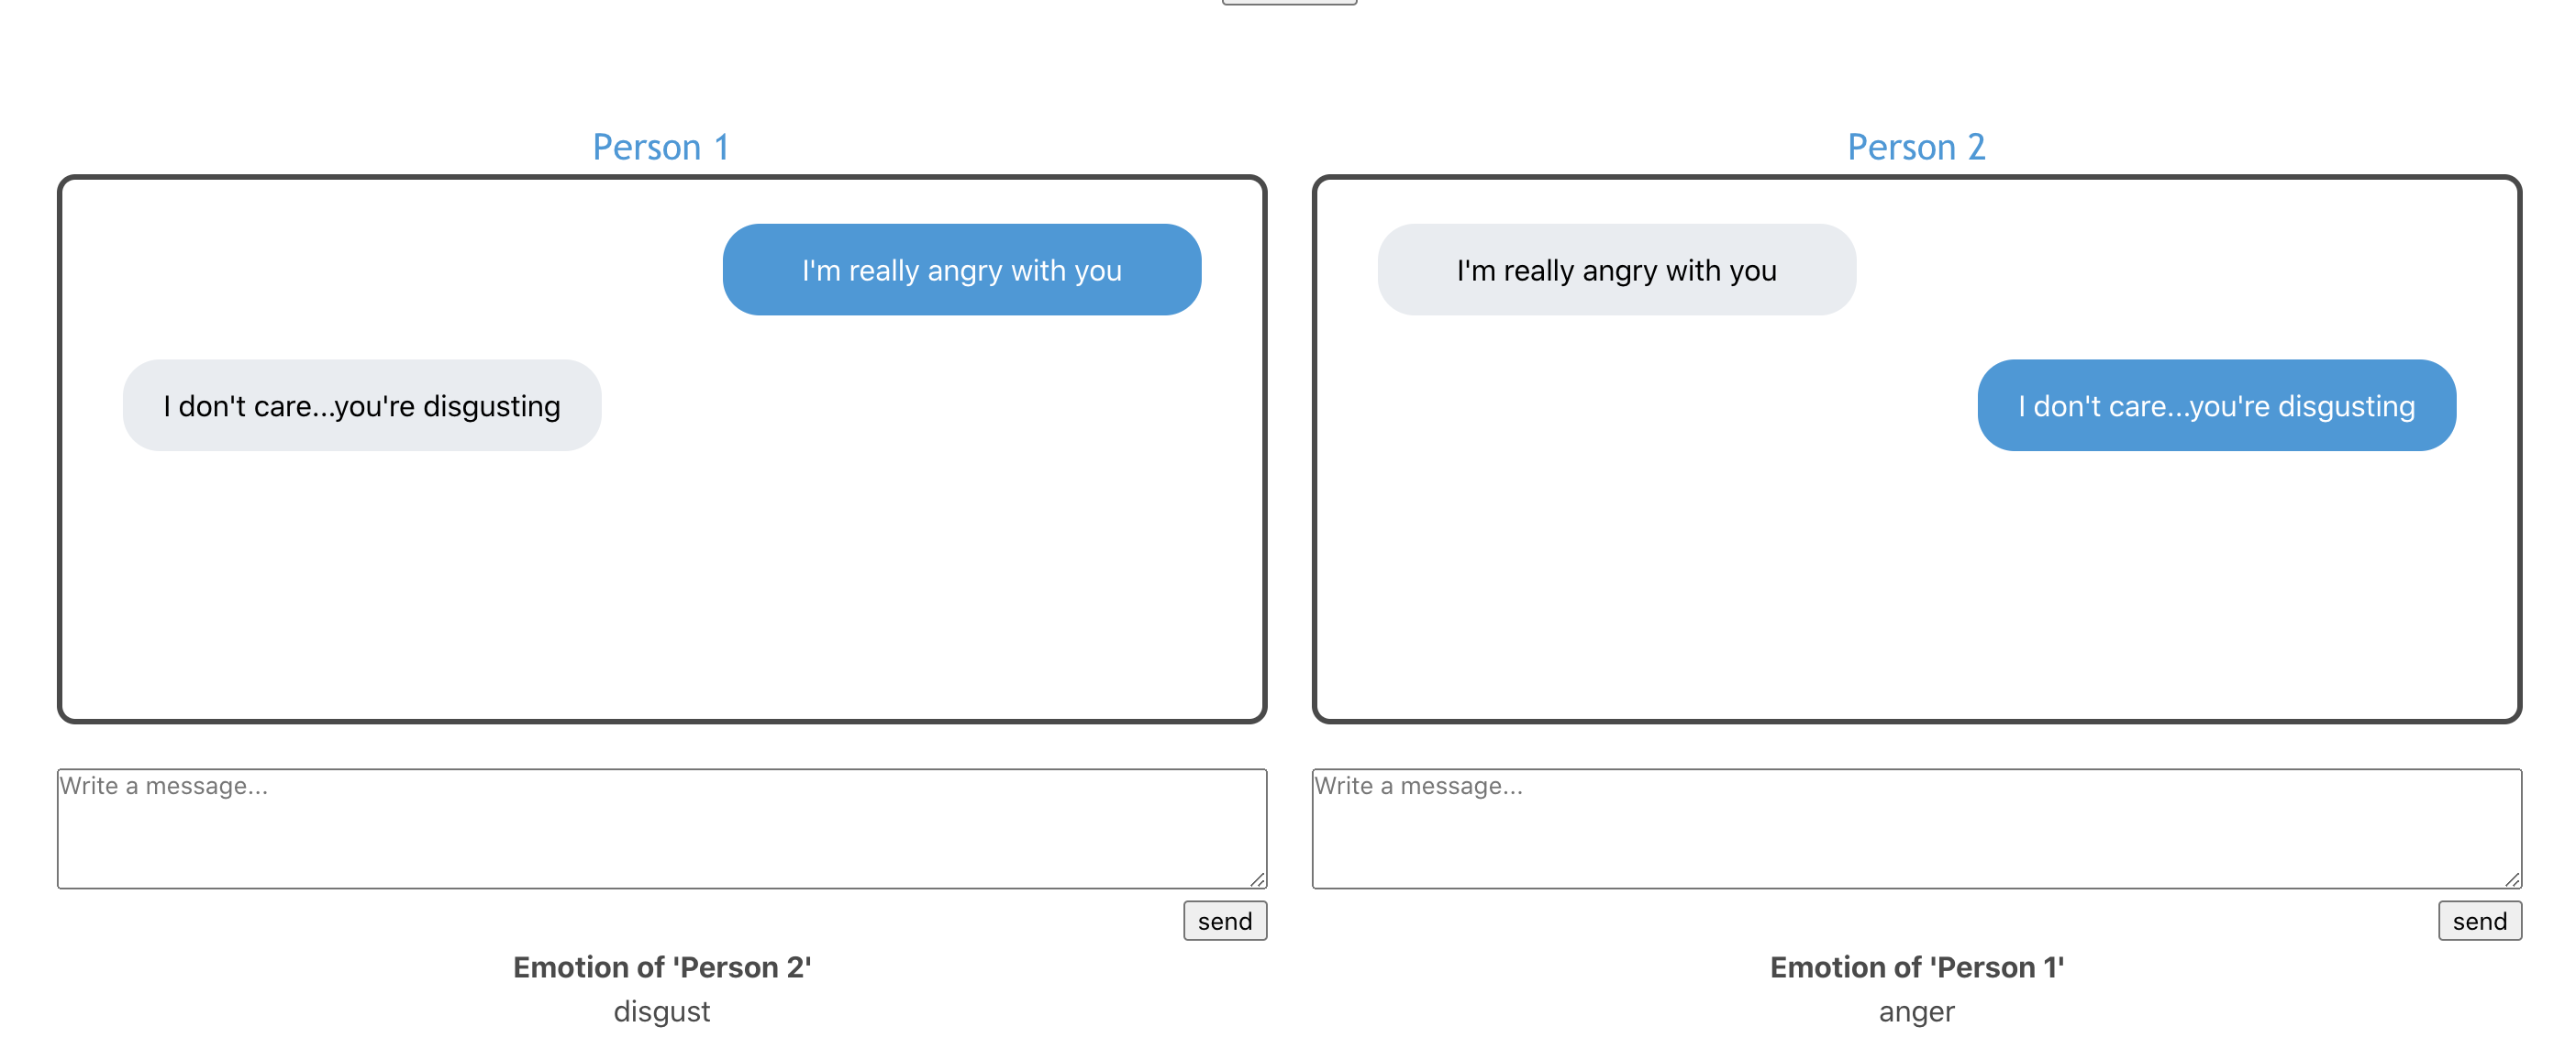 Person 1
I'm really angry with you
I don't care...you're disgusting
Write a message...
send
Emotion of 'Person 2'
disgust
Person 2
I'm really angry with you
I don't care...you're disgusting
Write a message...
send
Emotion of 'Person 1'
anger